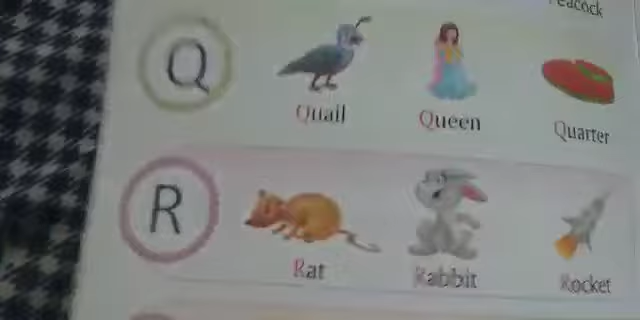 Peacock
Q
Quail Queen Quarter
R
Rat Rabbit Rocket